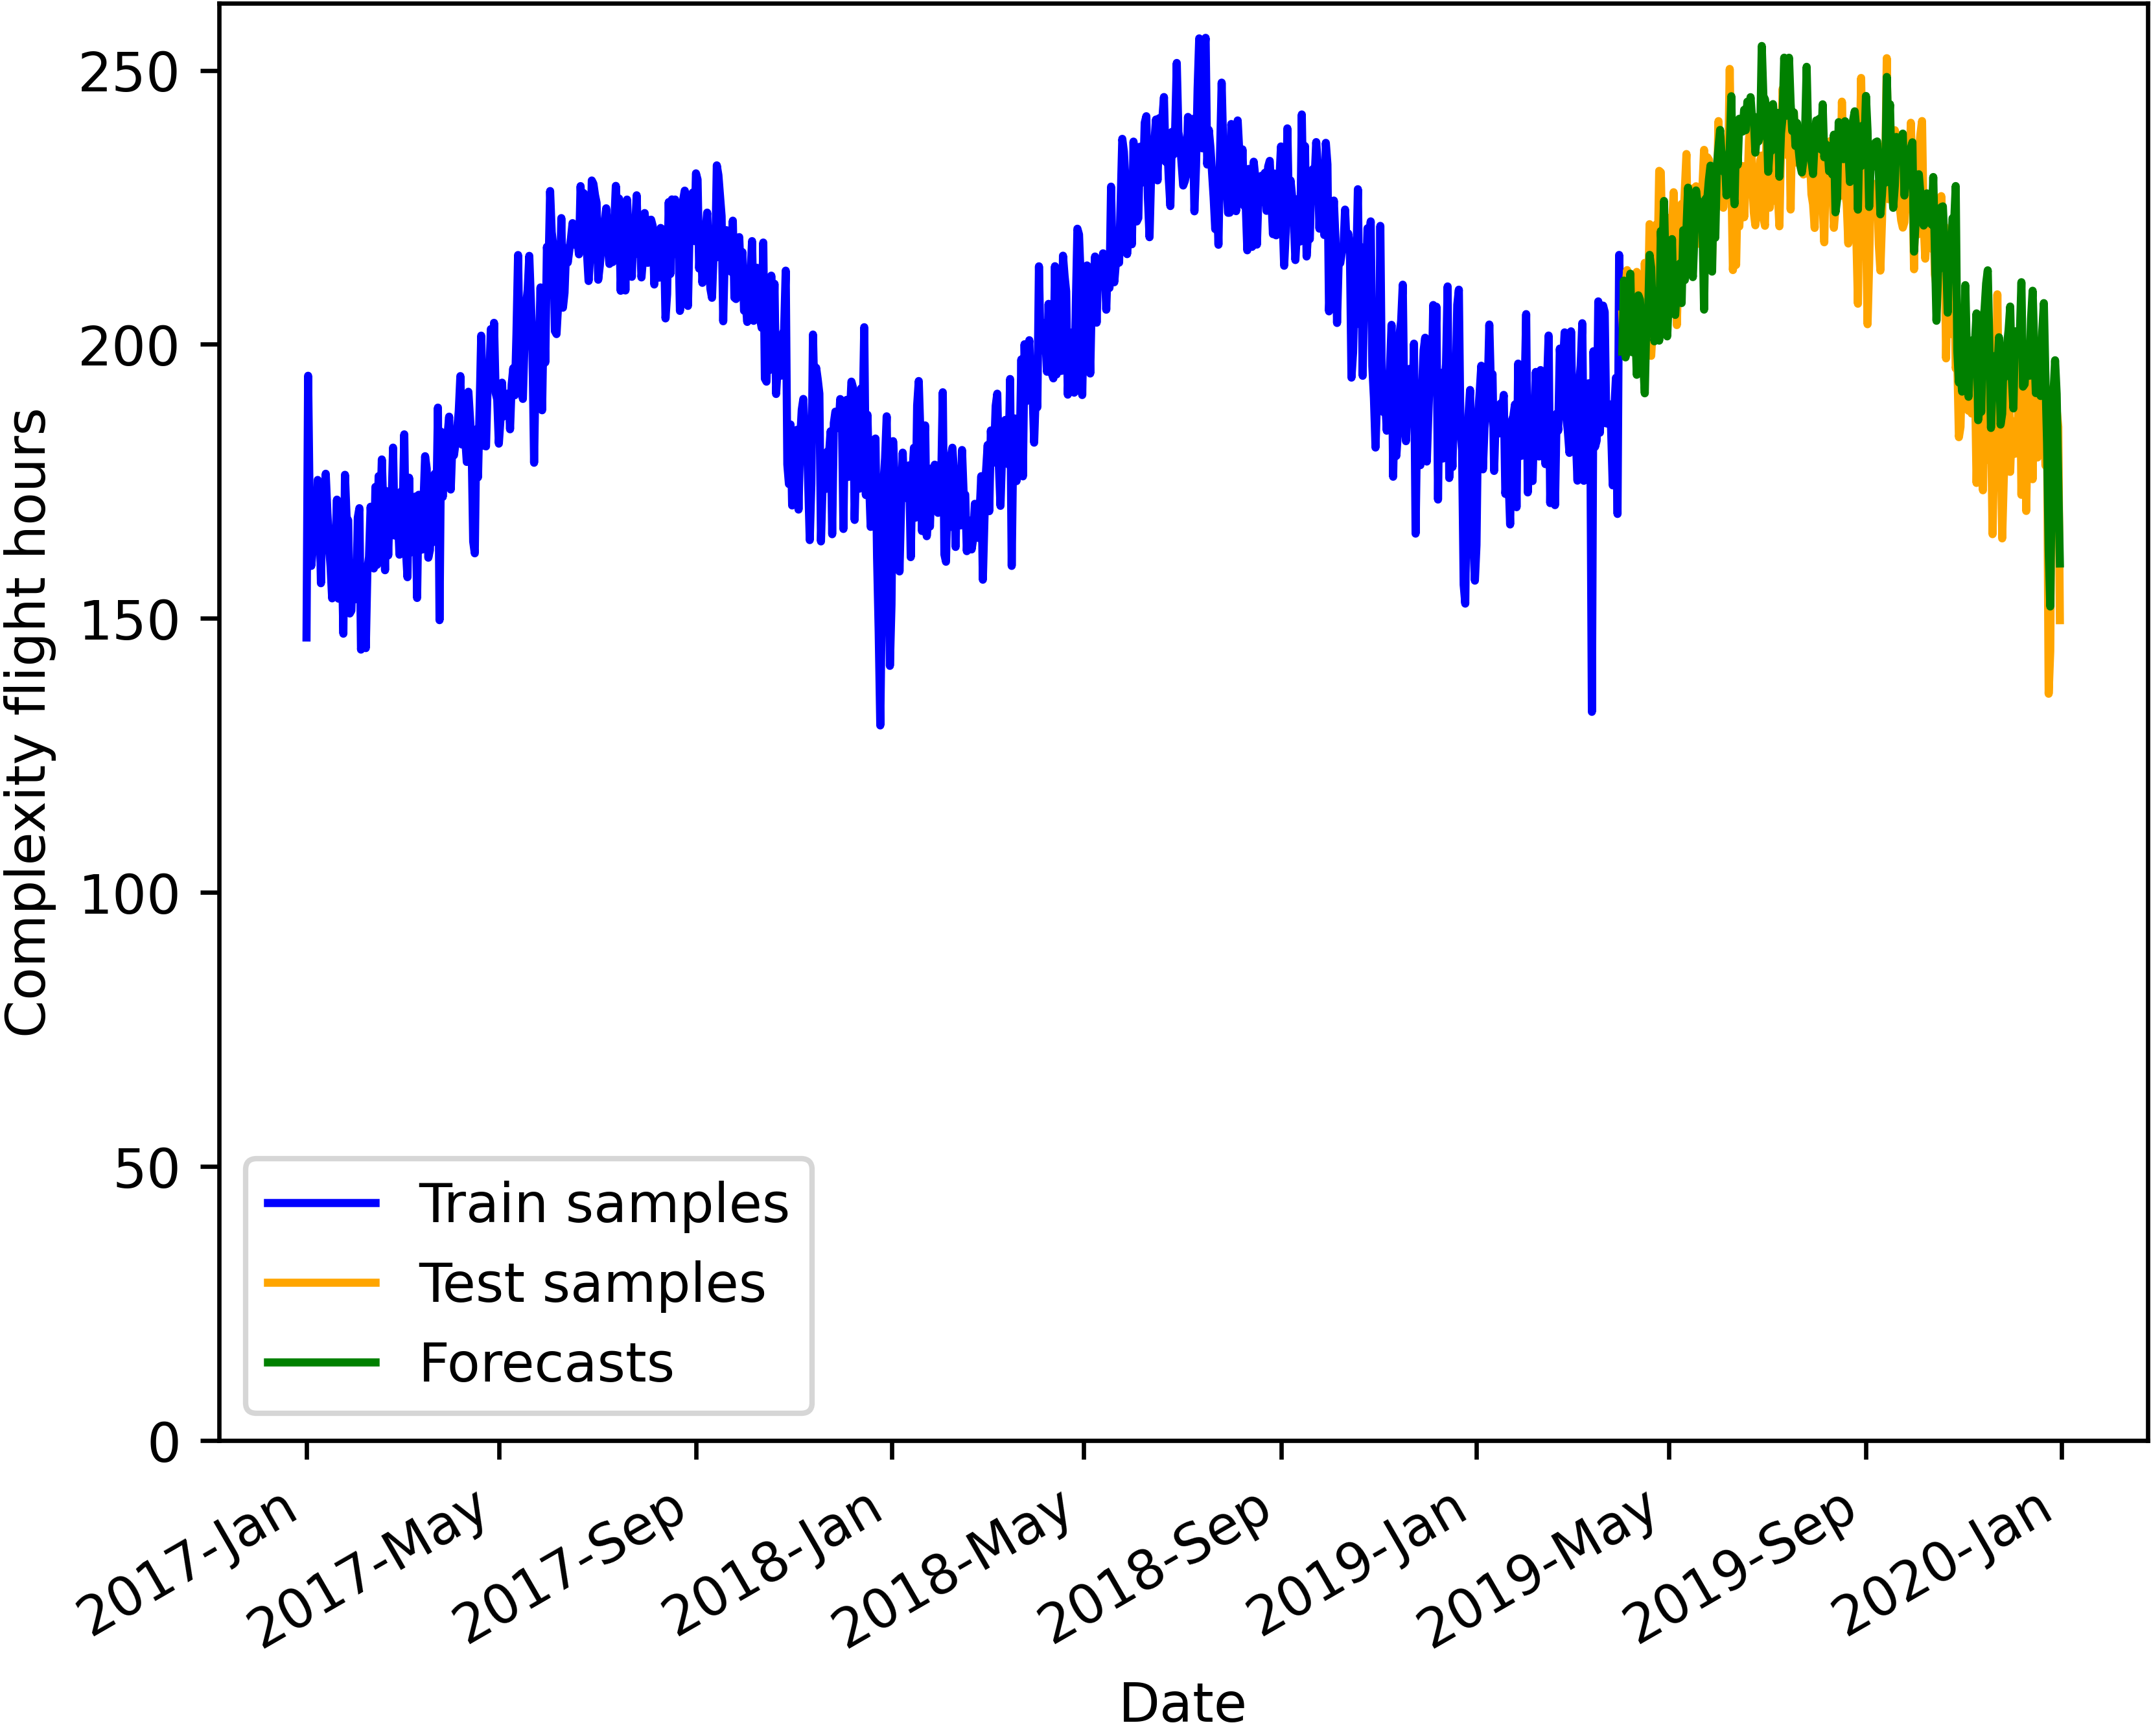 Complexity flight hours
250
200
150
100
50
0
Train samples
Test samples
Forecasts
2017-Jan
2017-May
2017-Sep
2018-Jan
2018-May
2018-Sep
2019-Jan
2019-May
2019-Sep
2020-Jan
Date